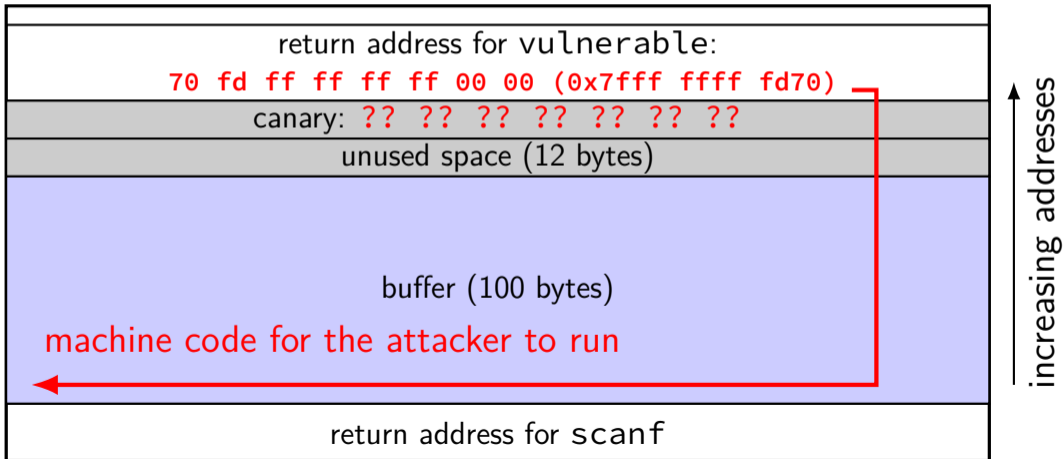 return address for vulnerable:
70 fd ff ff ff ff 00 00 (0x7fff ffff fd70)
canary: ?? ?? ?? ?? ?? ?? ??
unused space (12 bytes)
buffer (100 bytes)
machine code for the attacker to run
return address for scanf
increasing addresses